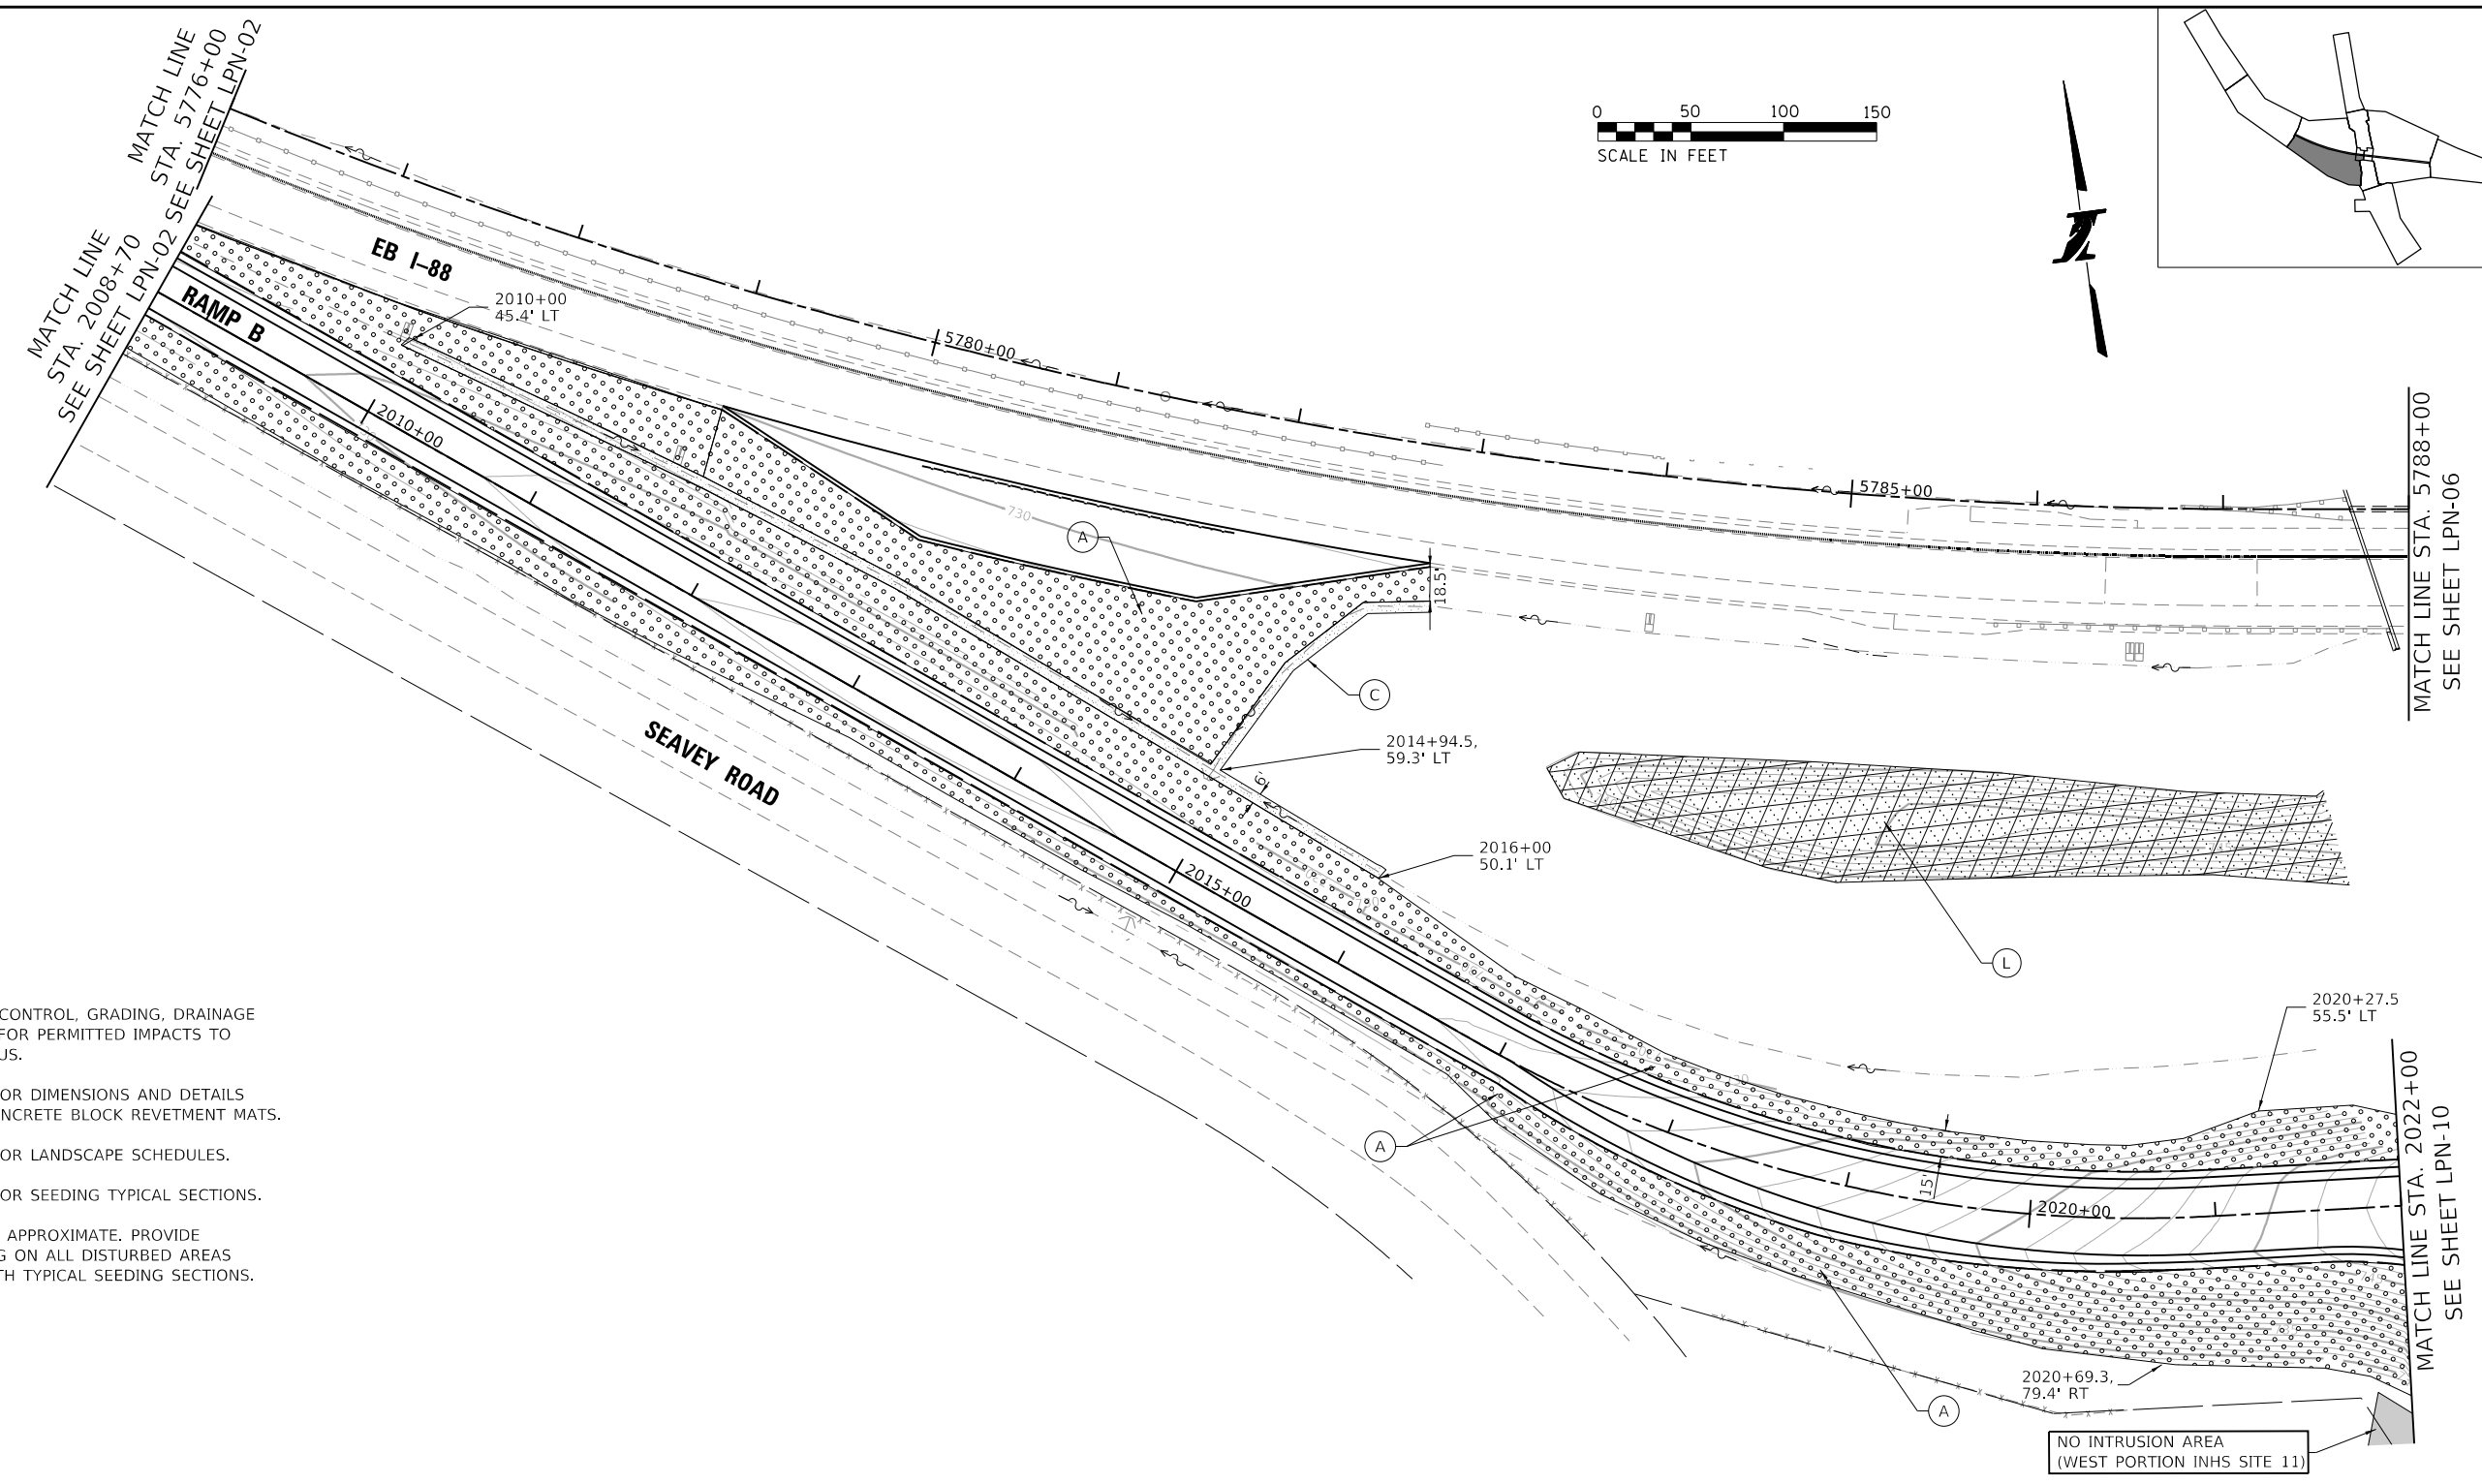 MATCH LINE
STA. 5776+00
SEE SHEET LPN-02
MATCH LINE
STA. 2008+70
SEE SHEET LPN-02
EB I-88
RAMP B
2010+00
45.4' LT
2010+00
5780+00
0 50 100 150
SCALE IN FEET
730
A
18.5'
5785+00
MATCH LINE STA. 5788+00
SEE SHEET LPN-06
C
2014+94.5,
59.3' LT
6'
SEAVEY ROAD
2016+00
50.1' LT
2015+00
L
2020+27.5
55.5' LT
A
15'
2020+00
MATCH LINE STA. 2022+00
SEE SHEET LPN-10
2020+69.3,
79.4' RT
A
NO INTRUSION AREA
(WEST PORTION INHS SITE 11)
CONTROL, GRADING, DRAINAGE
FOR PERMITTED IMPACTS TO
US.
OR DIMENSIONS AND DETAILS
NCRETE BLOCK REVETMENT MATS.
OR LANDSCAPE SCHEDULES.
OR SEEDING TYPICAL SECTIONS.
APPROXIMATE. PROVIDE
G ON ALL DISTURBED AREAS
TH TYPICAL SEEDING SECTIONS.